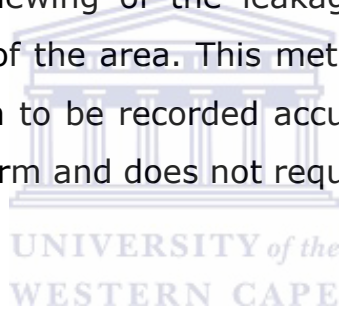 ewing of the leakag
of the area. This met
to be recorded accu
rm and does not requ
UNIVERSITY of the
WESTERN CAPE